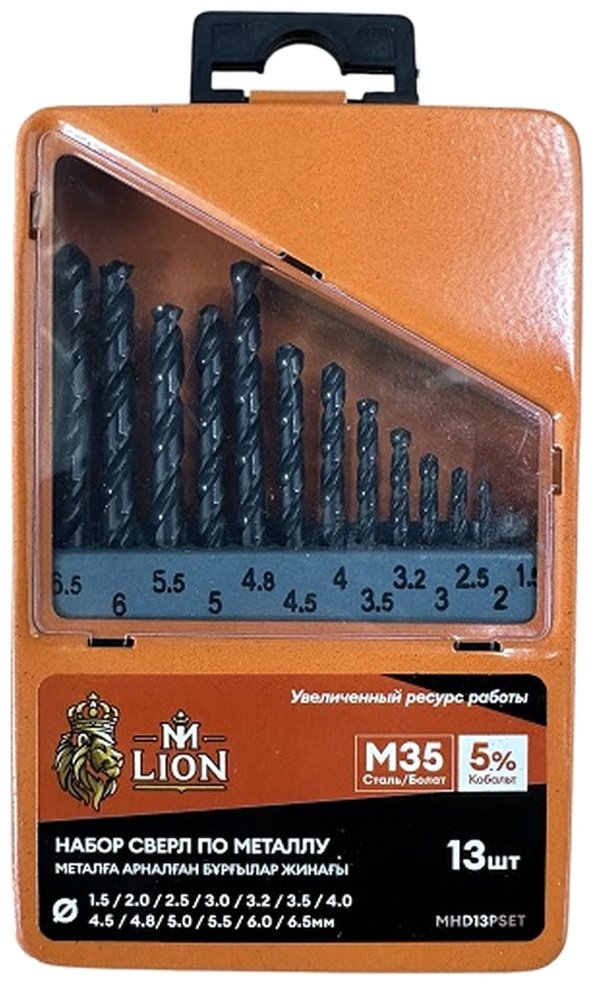 6.5 5.5 4.8 4 3.2 2.5 1.5
6 5 4.5 3.5 3 2
Увеличенный ресурс работы
M LION
M35
Сталь/Болат
5%
Кобальт
НАБОР СВЕРЛ ПО МЕТАЛЛУ
МЕТАЛҒА АРНАЛҒАН БҰРҒЫЛАР ЖИНАҒЫ
13шт
Ø 1.5 / 2.0 / 2.5 / 3.0 / 3.2 / 3.5 / 4.0
4.5 / 4.8/ 5.0 / 5.5 / 6.0 / 6.5мм
MHD13PSET